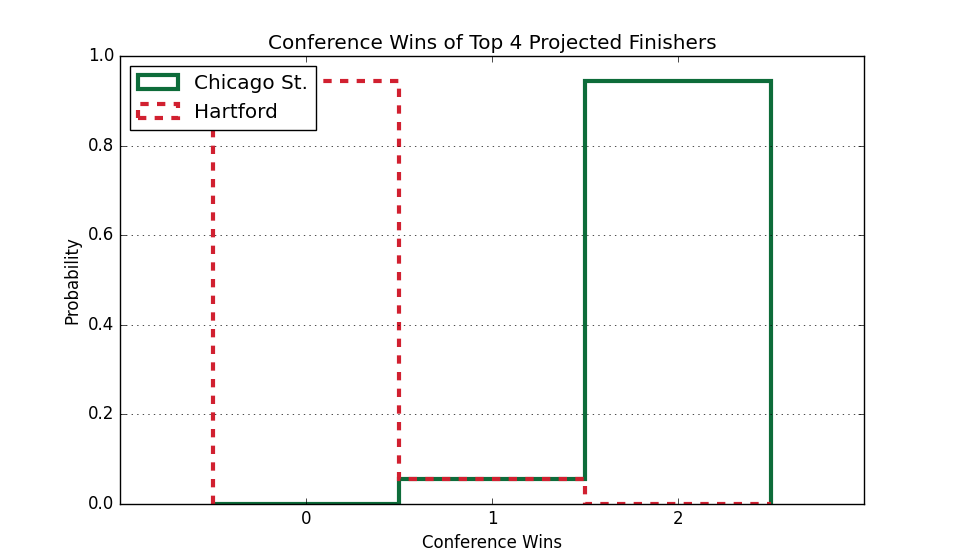 Conference Wins of Top 4 Projected Finishers
1.0
Chicago St.
Hartford
0.8
0.6
Probability
0.4
0.2
0.0
0 1 2
Conference Wins